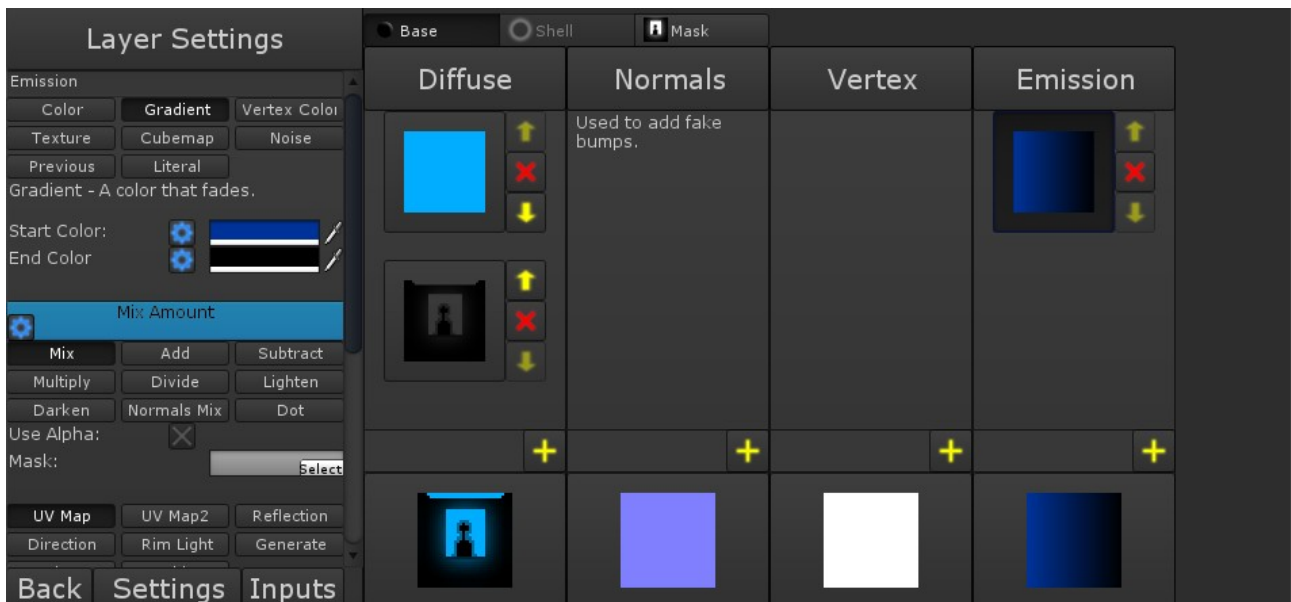 Layer Settings
Emission
Color Gradient Vertex Color
Texture Cubemap Noise
Previous Literal
Gradient - A color that fades.
Start Color:
End Color
Mix Amount
Mix Add Subtract
Multiply Divide Lighten
Darken Normals Mix Dot
Use Alpha:
Mask:
Select
UV Map UV Map2 Reflection
Direction Rim Light Generate
Back Settings Inputs
Base Shell Mask
Diffuse Normals Vertex Emission
Used to add fake
bumps.